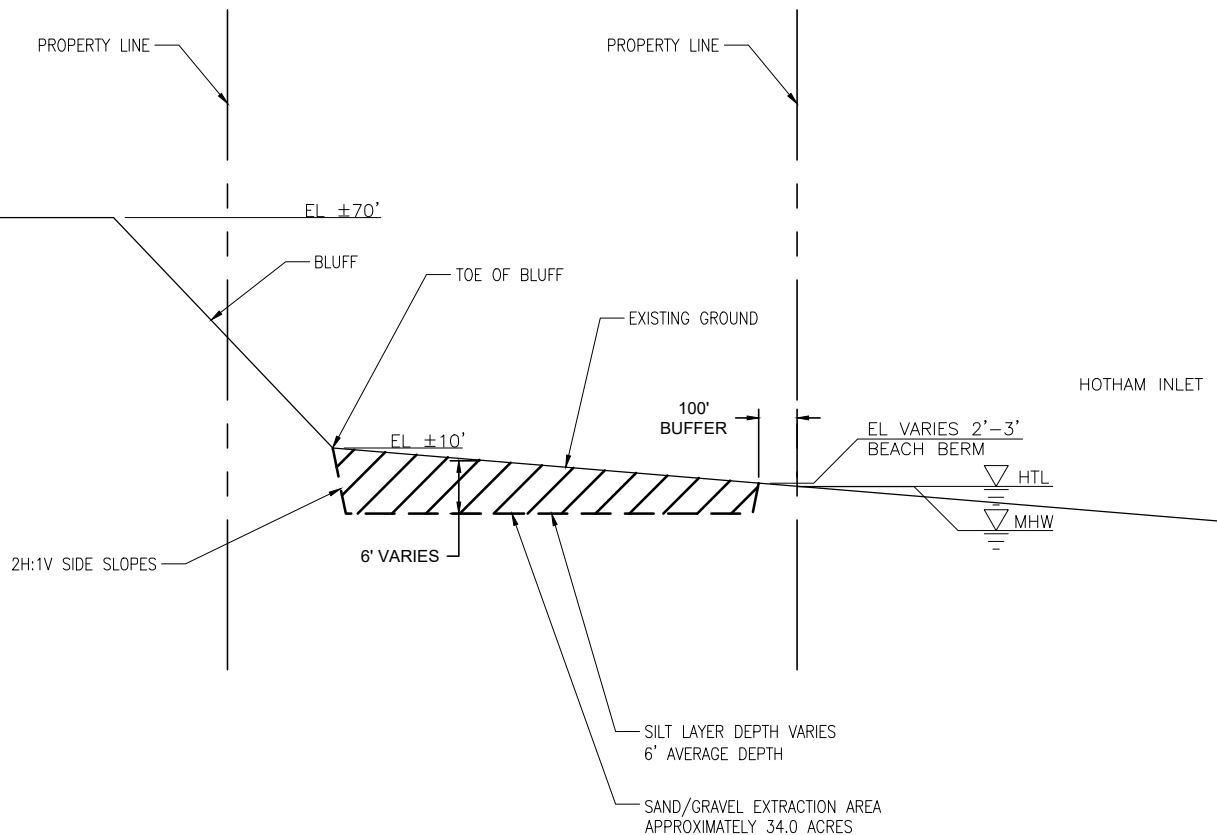 PROPERTY LINE
PROPERTY LINE
EL ±70'
BLUFF
TOE OF BLUFF
EXISTING GROUND
HOTHAM INLET
100'
BUFFER
EL VARIES 2'-3'
BEACH BERM
EL ±10'
HTL
MHW
6' VARIES
2H:1V SIDE SLOPES
SILT LAYER DEPTH VARIES
6' AVERAGE DEPTH
SAND/GRAVEL EXTRACTION AREA
APPROXIMATELY 34.0 ACRES